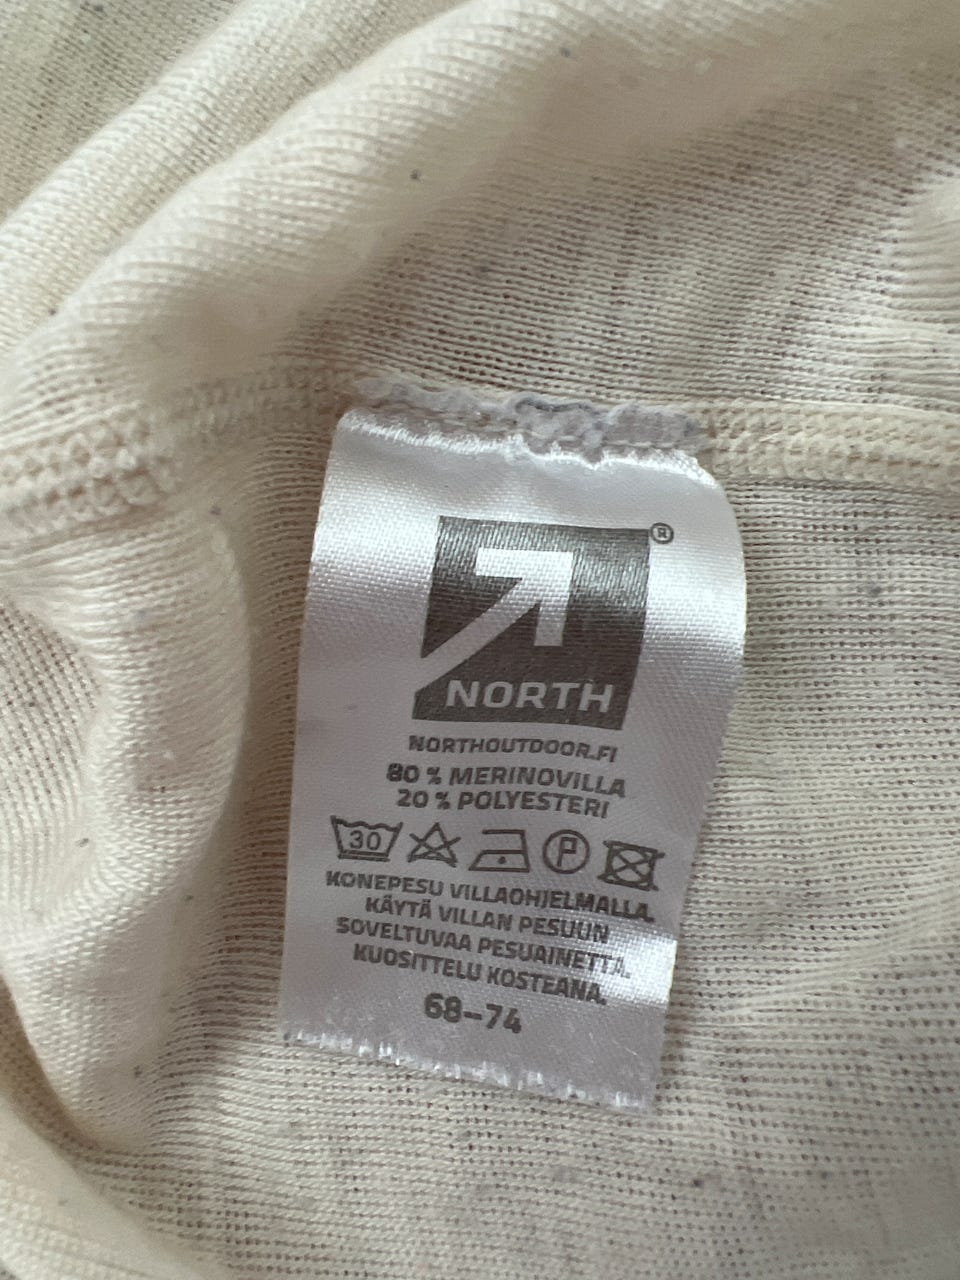 ®
NORTH
NORTHOUTDOOR.FI
80 % MERINOVILLA
20 % POLYESTERI
30 P
KONEPESU VILLAOHJELMALLA.
KÄYTÄ VILLAN PESUUN
SOVELTUVAA PESUAINETTA.
KUOSITTELU KOSTEANA.
68–74